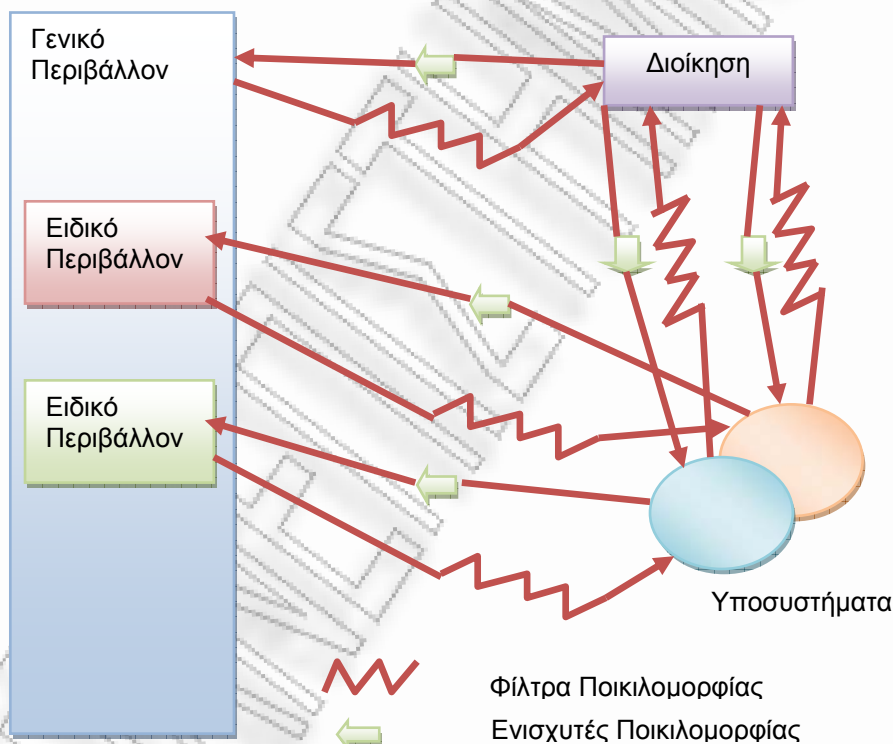 Γενικό
Περιβάλλον
Διοίκηση
Ειδικό
Περιβάλλον
Ειδικό
Περιβάλλον
Υποσυστήματα
Φίλτρα Ποικιλομορφίας
Ενισχυτές Ποικιλομορφίας